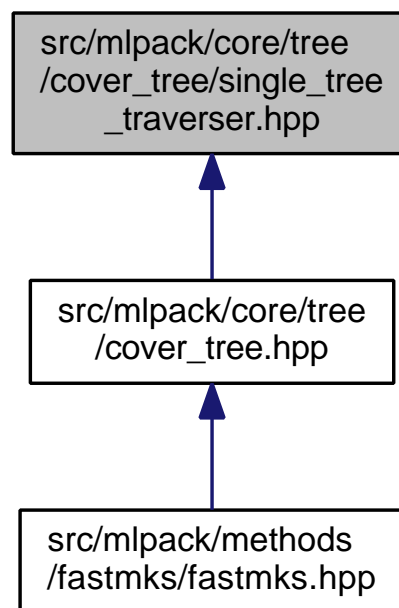 src/mlpack/core/tree
/cover_tree/single_tree
_traverser.hpp
src/mlpack/core/tree
/cover_tree.hpp
src/mlpack/methods
/fastmks/fastmks.hpp